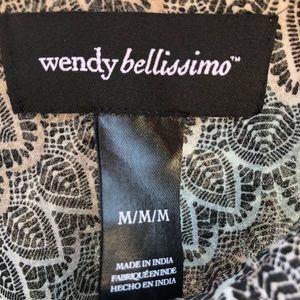 wendy bellissimo™
M/M/M
MADE IN INDIA
FABRIQUÉ EN INDE
HECHO EN INDIA